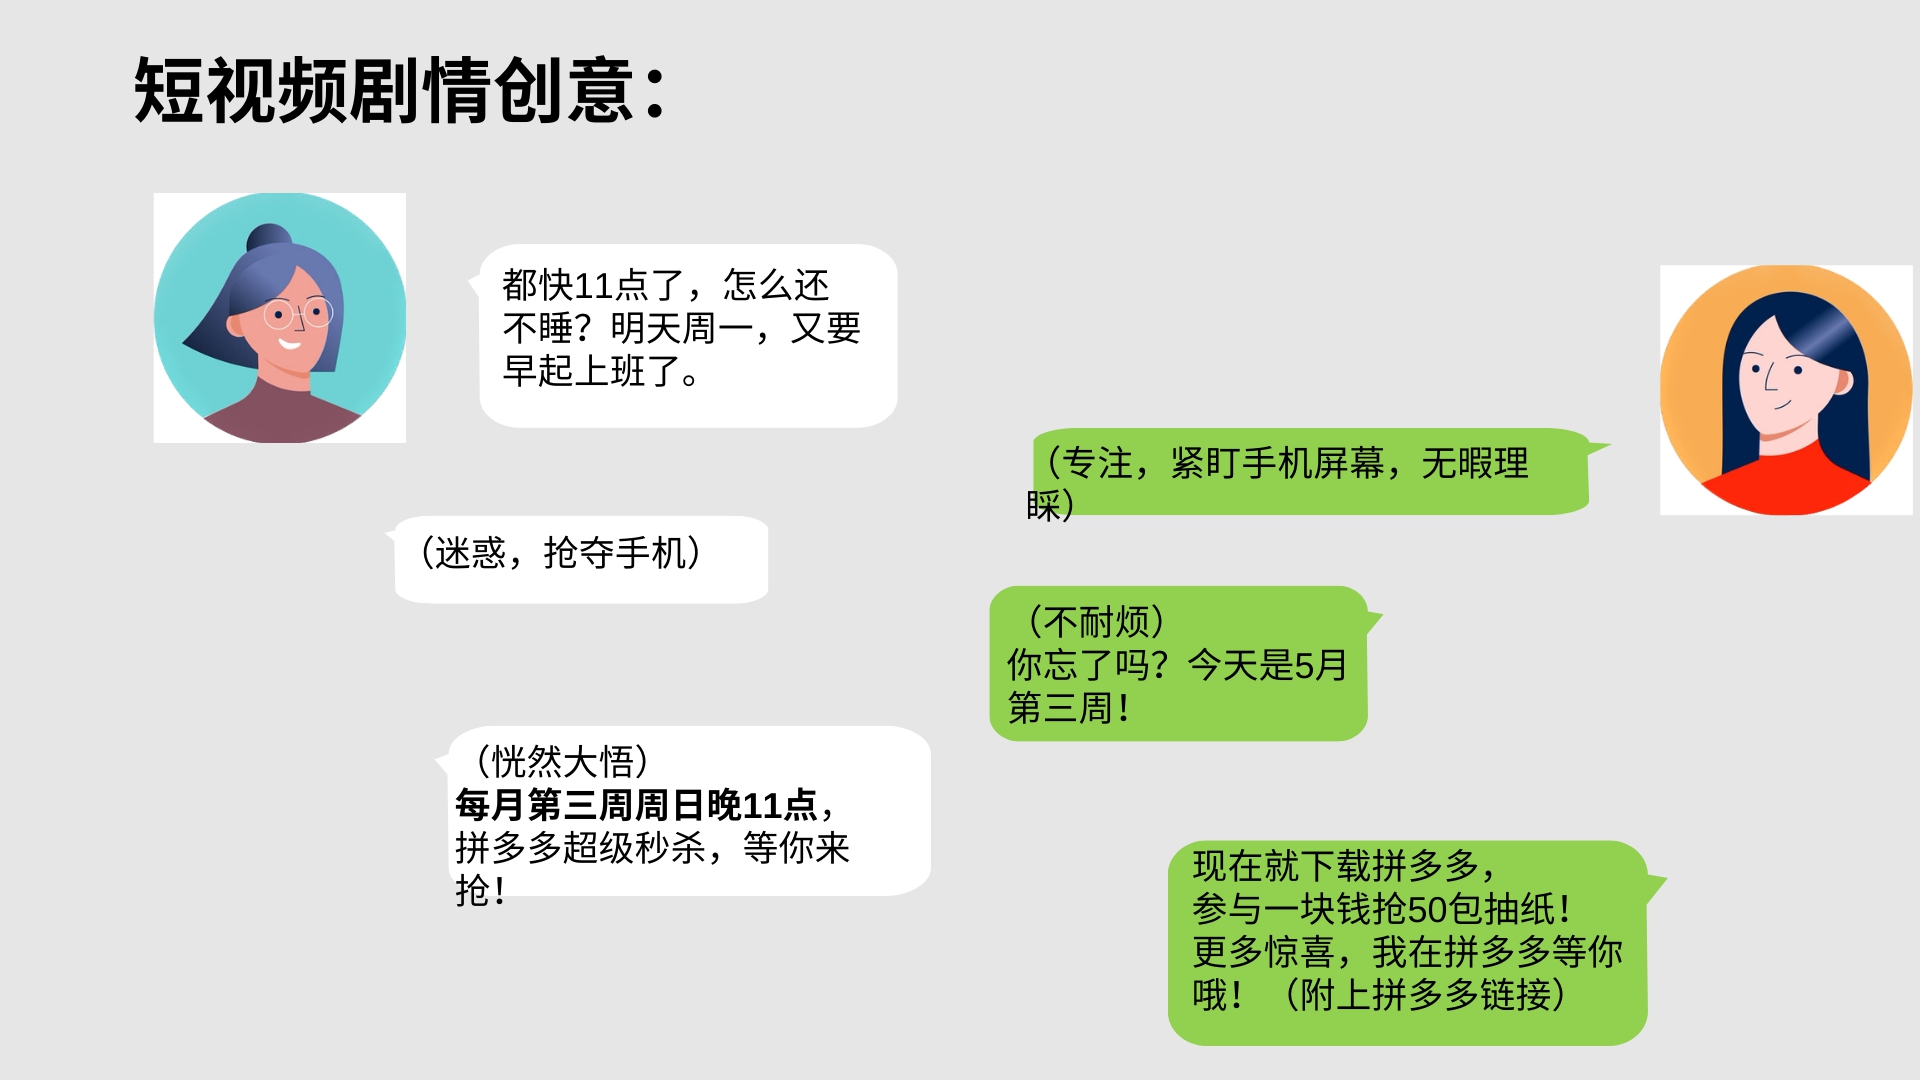 短视频剧情创意：
都快11点了，怎么还
不睡？明天周一，又要
早起上班了。
（专注，紧盯手机屏幕，无暇理
睬）
（迷惑，抢夺手机）
（不耐烦）
你忘了吗？今天是5月
第三周！
（恍然大悟）
每月第三周周日晚11点，
拼多多超级秒杀，等你来
抢！
现在就下载拼多多，
参与一块钱抢50包抽纸！
更多惊喜，我在拼多多等你
哦！（附上拼多多链接）